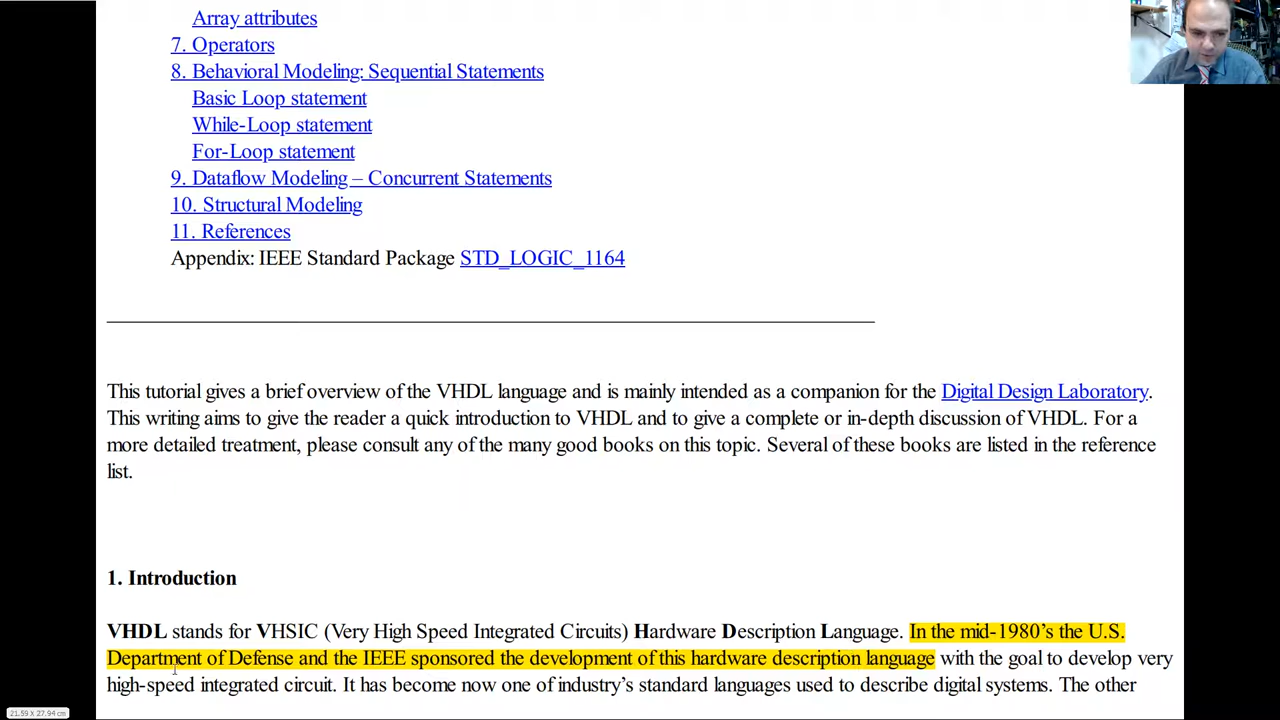 Array attributes
7. Operators
8. Behavioral Modeling: Sequential Statements
Basic Loop statement
While-Loop statement
For-Loop statement
9. Dataflow Modeling – Concurrent Statements
10. Structural Modeling
11. References
Appendix: IEEE Standard Package STD_LOGIC_1164
This tutorial gives a brief overview of the VHDL language and is mainly intended as a companion for the Digital Design Laboratory.
This writing aims to give the reader a quick introduction to VHDL and to give a complete or in-depth discussion of VHDL. For a
more detailed treatment, please consult any of the many good books on this topic. Several of these books are listed in the reference
list.
1. Introduction
VHDL stands for VHSIC (Very High Speed Integrated Circuits) Hardware Description Language. In the mid-1980’s the U.S.
Department of Defense and the IEEE sponsored the development of this hardware description language with the goal to develop very
high-speed integrated circuit. It has become now one of industry’s standard languages used to describe digital systems. The other
21,59 x 27,94 cm